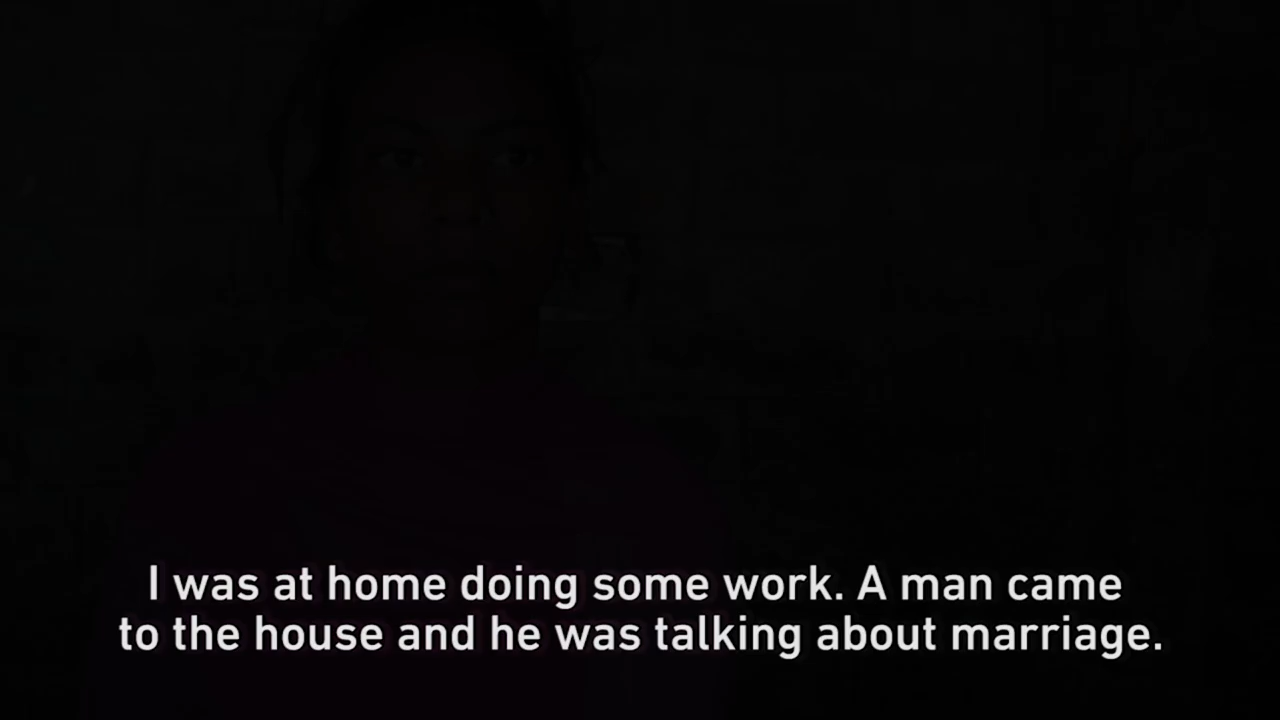 I was at home doing some work. A man came
to the house and he was talking about marriage.